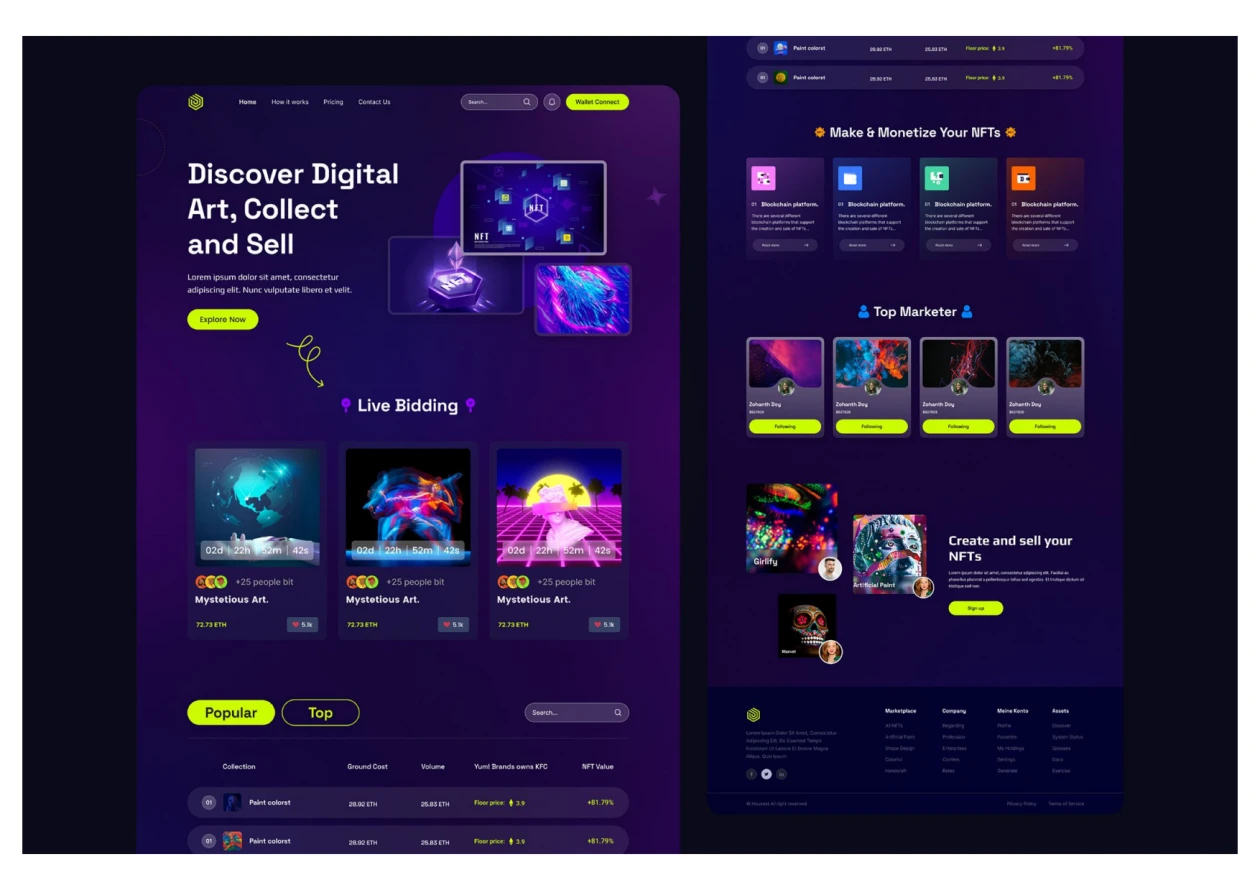 Home How it works Pricing Contact Us
Search...
Wallet Connect
Discover Digital
Art, Collect
and Sell
Lorem ipsum dolor sit amet, consectetur
adipiscing elit. Nunc vulputate libero et velit.
Explore Now
NFT
NFT
NFT
Live Bidding
02d 22h 52m 42s
+25 people bit
Mystetious Art.
72.73 ETH 5.1k
02d 22h 52m 42s
+25 people bit
Mystetious Art.
72.73 ETH 5.1k
02d 22h 52m 42s
+25 people bit
Mystetious Art.
72.73 ETH 5.1k
Popular Top
Search...
Collection Ground Cost Volume Yum! Brands owns KFC NFT Value
01 Paint colorst 28.92 ETH 25.83 ETH Floor price: 3.9 +81.79%
01 Paint colorst 28.92 ETH 25.83 ETH Floor price: 3.9 +81.79%
01 Paint colorst 28.92 ETH 25.83 ETH Floor price: 3.9 +81.79%
01 Paint colorst 28.92 ETH 25.83 ETH Floor price: 3.9 +81.79%
Make & Monetize Your NFTs
01 Blockchain platform.
There are several different
blockchain platforms that support
the creation and sale of NFTs...
Read more
01 Blockchain platform.
There are several different
blockchain platforms that support
the creation and sale of NFTs...
Read more
01 Blockchain platform.
There are several different
blockchain platforms that support
the creation and sale of NFTs...
Read more
01 Blockchain platform.
There are several different
blockchain platforms that support
the creation and sale of NFTs...
Read more
Top Marketer
Zohanth Doy
Following
Zohanth Doy
Following
Zohanth Doy
Following
Zohanth Doy
Following
Girlify
Artificial Paint
Marvel
Create and sell your
NFTs
Lorem ipsum dolor sit amet, consectetur adipiscing elit. Facilisi ac
phasellus placerat a pellentesque tellus sed egestas. Et tristique dictum sit
tristique sed non.
Sign up
Lorem Ipsum Dolor Sit Amet, Consectetur
Adipiscing Elit, Do Eiusmod Tempor
Incididunt Ut Labore Et Dolore Magna
Aliqua. Quis Ipsum
Marketplace
All NFTs
Artificial Paint
Shape Design
Colorful
Handcraft
Company
Regarding
Profession
Enterprises
Contens
Rates
Meine Konto
Profile
Favorites
My Holdings
Settings
Generate
Assets
Discover
System Status
Glosses
Docs
Exercise
All right reserved
Privacy Policy Terms of Service